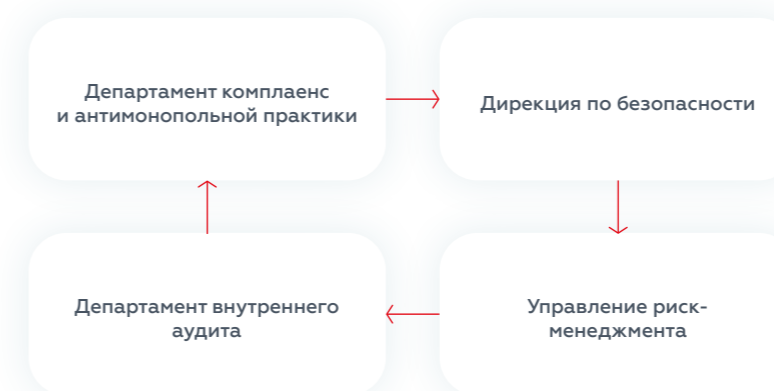 Департамент комплаенс
и антимонопольной практики
Дирекция по безопасности
Департамент внутреннего
аудита
Управление риск-
менеджмента